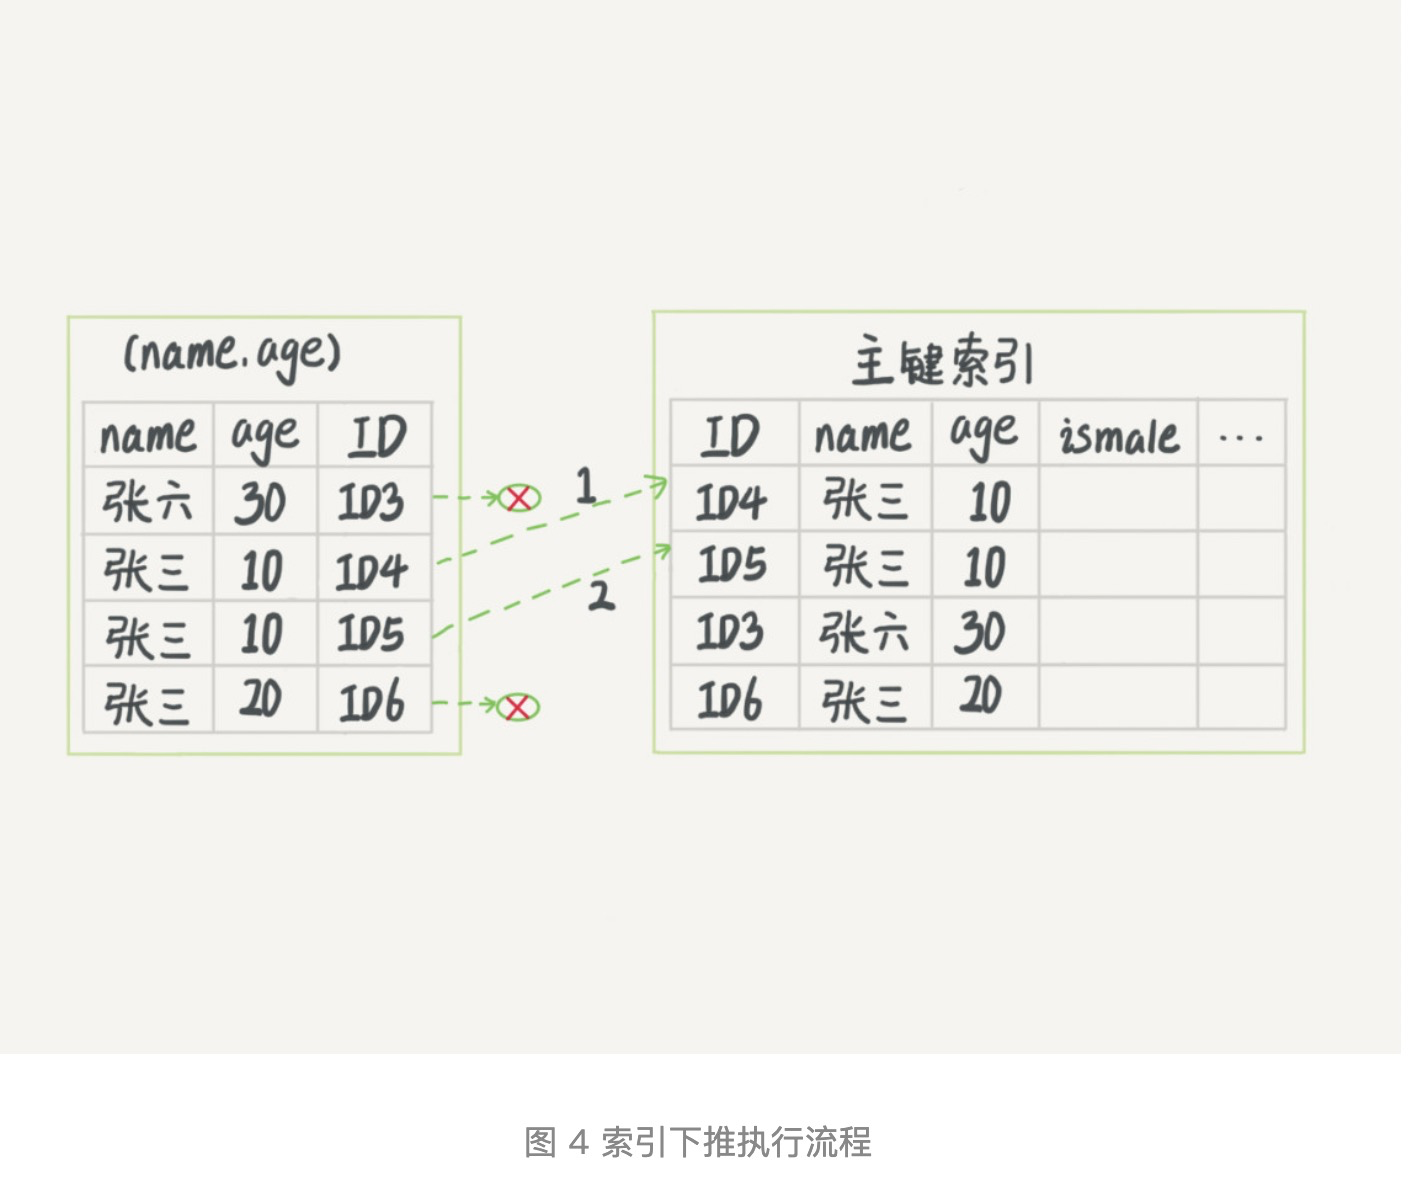 (name.age)
name age ID
张六 30 ID3
张三 10 ID4
张三 10 ID5
张三 20 ID6
1
2
主键索引
ID name age ismale ...
ID4 张三 10
ID5 张三 10
ID3 张六 30
ID6 张三 20
图 4 索引下推执行流程